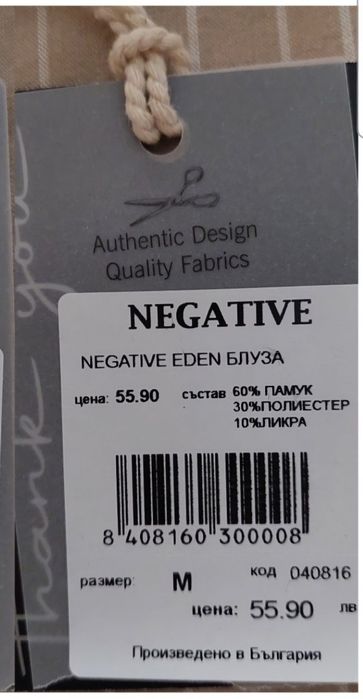 thank you
Authentic Design
Quality Fabrics
NEGATIVE
NEGATIVE EDEN БЛУЗА
цена: 55.90 състав 60% ПАМУК
30%ПОЛИЕСТЕР
10%ЛИКРА
8 408160 300008
размер: M код 040816
цена: 55.90 лв
Произведено в България